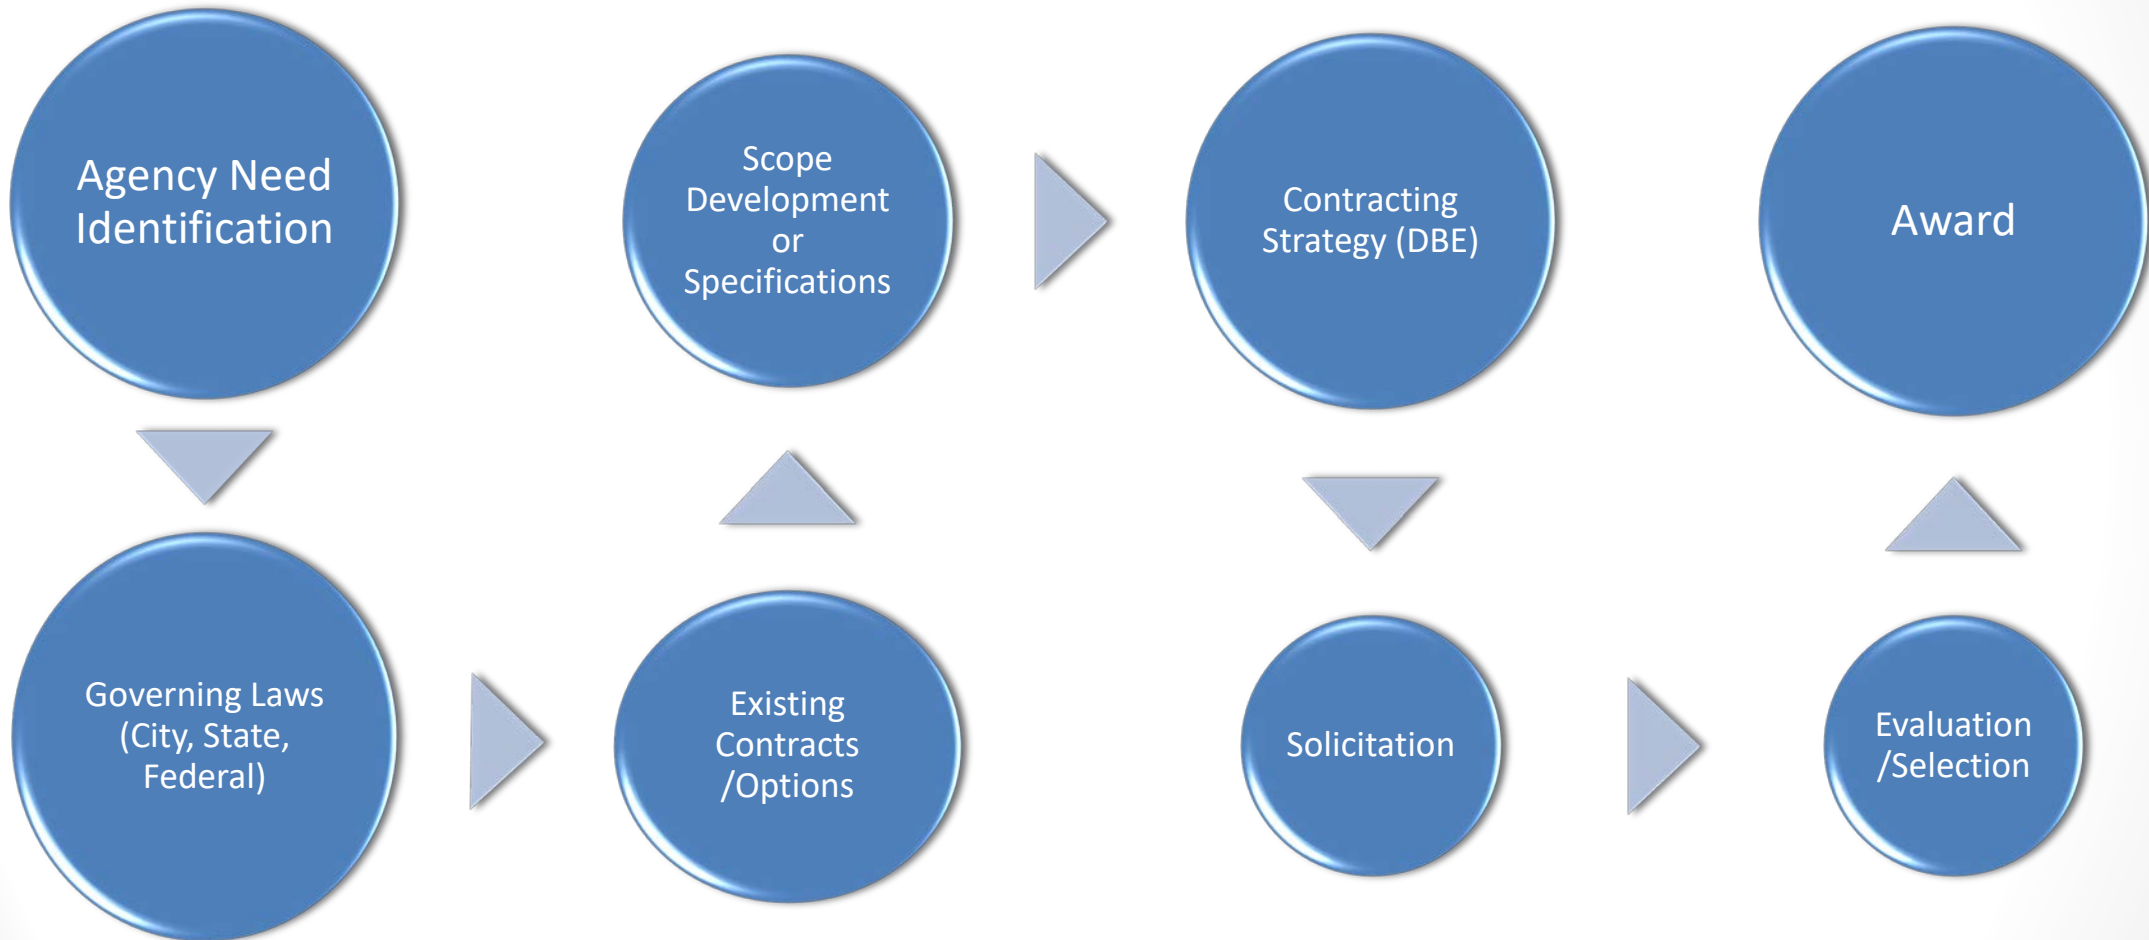 Agency Need
Identification
Governing Laws
(City, State,
Federal)
Existing
Contracts
/Options
Scope
Development
or
Specifications
Contracting
Strategy (DBE)
Solicitation
Evaluation
/Selection
Award